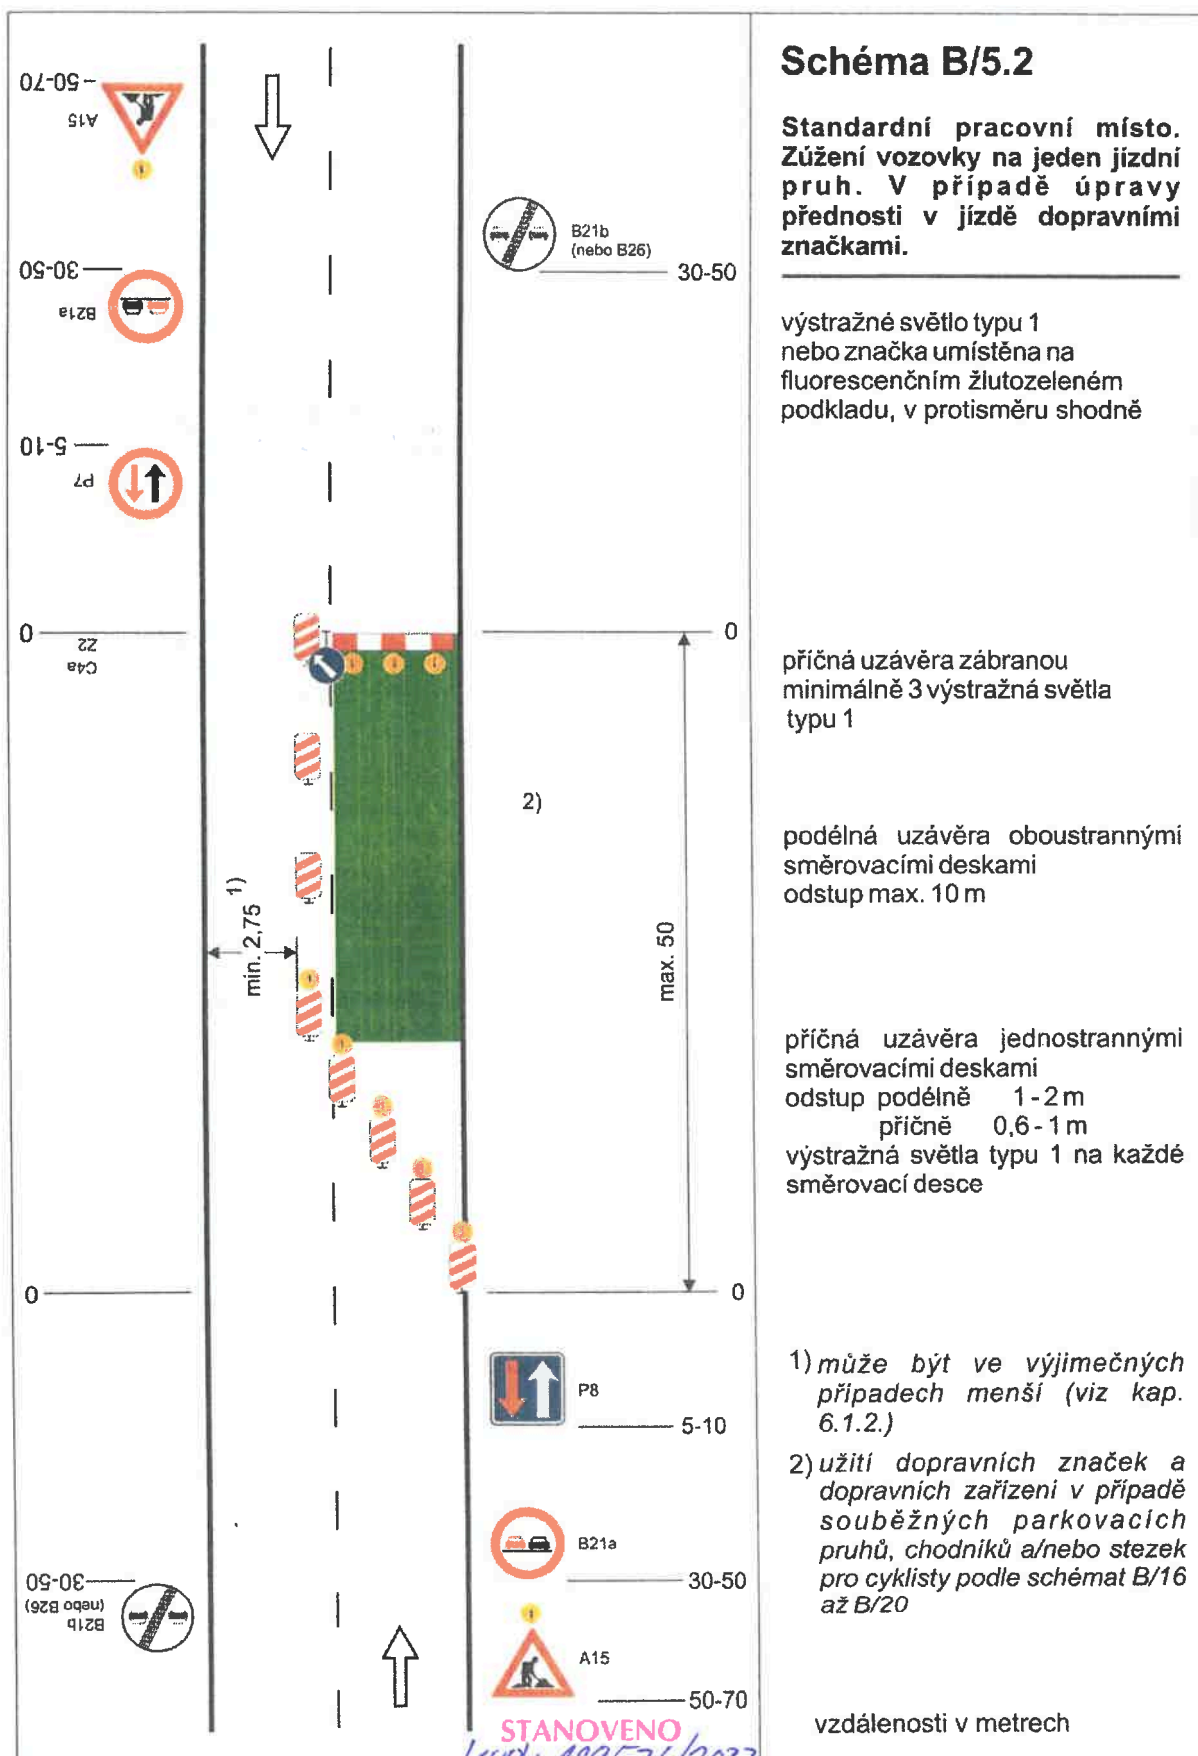 Schéma B/5.2
Standardní pracovní místo.
Zúžení vozovky na jeden jízdní
pruh. V případě úpravy
přednosti v jízdě dopravními
značkami.
výstražné světlo typu 1
nebo značka umístěna na
fluorescenčním žlutozeleném
podkladu, v protisměru shodně
příčná uzávěra zábranou
minimálně 3 výstražná světla
typu 1
podélná uzávěra oboustrannými
směrovacími deskami
odstup max. 10 m
příčná uzávěra jednostrannými
směrovacími deskami
odstup podélně 1-2 m
příčně 0,6-1 m
výstražná světla typu 1 na každé
směrovací desce
1) může být ve výjimečných
případech menší (viz kap.
6.1.2.)
2) užití dopravních značek a
dopravních zařízení v případě
souběžných parkovacích
pruhů, chodníků a/nebo stezek
pro cyklisty podle schémat B/16
až B/20
vzdálenosti v metrech
50-70
A15
30-50
B21a
5-10
P7
0
Z2
C4a
B21b
(nebo B26)
30-50
0
2)
min. 2,75 1)
max. 50
0
0
P8
5-10
B21a
30-50
A15
50-70
30-50
(nebo B26)
B21b
STANOVENO